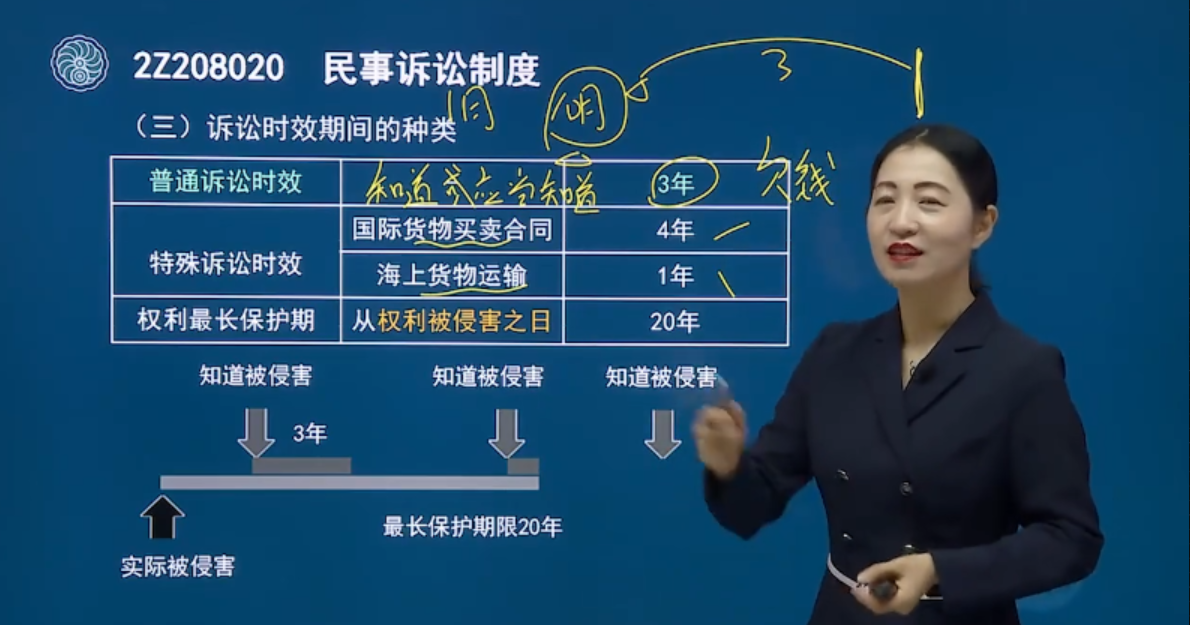 2Z208020 民事诉讼制度
3
明
（三）诉讼时效期间的种类
普通诉讼时效 知道或应当知道 3年 欠钱
国际货物买卖合同 4年
特殊诉讼时效
海上货物运输 1年
权利最长保护期 从权利被侵害之日 20年
知道被侵害 知道被侵害 知道被侵害
3年
最长保护期限20年
实际被侵害